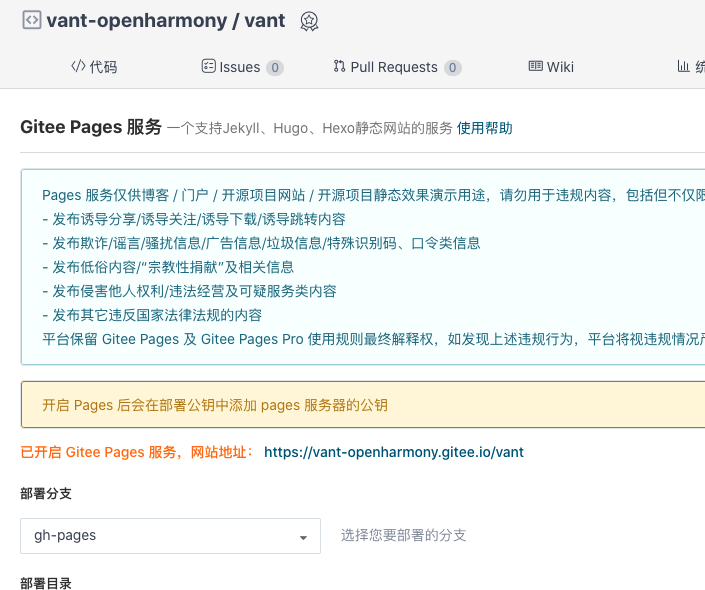 vant-openharmony / vant
代码 Issues 0 Pull Requests 0 Wiki 统
Gitee Pages 服务 一个支持Jekyll、Hugo、Hexo静态网站的服务 使用帮助
Pages 服务仅供博客 / 门户 / 开源项目网站 / 开源项目静态效果演示用途，请勿用于违规内容，包括但不仅限
- 发布诱导分享/诱导关注/诱导下载/诱导跳转内容
- 发布欺诈/谣言/骚扰信息/广告信息/垃圾信息/特殊识别码、口令类信息
- 发布低俗内容/“宗教性捐献”及相关信息
- 发布侵害他人权利/违法经营及可疑服务类内容
- 发布其它违反国家法律法规的内容
平台保留 Gitee Pages 及 Gitee Pages Pro 使用规则最终解释权，如发现上述违规行为，平台将视违规情况严
开启 Pages 后会在部署公钥中添加 pages 服务器的公钥
已开启 Gitee Pages 服务，网站地址： https://vant-openharmony.gitee.io/vant
部署分支
gh-pages 选择您要部署的分支
部署目录